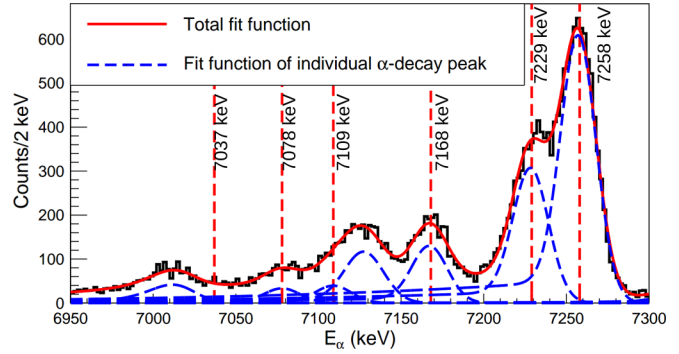 Total fit function
Fit function of individual α-decay peak
7037 keV
7078 keV
7109 keV
7168 keV
7229 keV
7258 keV
Counts/2 keV
600
500
400
300
200
100
0
6950 7000 7050 7100 7150 7200 7250 7300
Eα (keV)